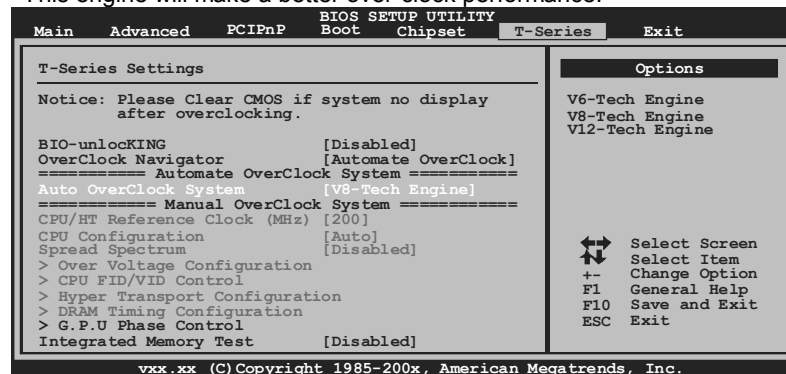 This engine will make a better over-clock performance.
BIOS SETUP UTILITY
Main Advanced PCIPnP Boot Chipset T-Series Exit
T-Series Settings
Notice: Please Clear CMOS if system no display
after overclocking.
BIO-unlocKING [Disabled]
OverClock Navigator [Automate OverClock]
=========== Automate OverClock System ===========
Auto OverClock System [V8-Tech Engine]
============ Manual OverClock System ============
CPU/HT Reference Clock (MHz) [200]
CPU Configuration [Auto]
Spread Spectrum [Disabled]
> Over Voltage Configuration
> CPU FID/VID Control
> Hyper Transport Configuration
> DRAM Timing Configuration
> G.P.U Phase Control
Integrated Memory Test [Disabled]
Options
V6-Tech Engine
V8-Tech Engine
V12-Tech Engine
Select Screen
Select Item
+- Change Option
F1 General Help
F10 Save and Exit
ESC Exit
vxx.xx (C)Copyright 1985-200x, American Megatrends, Inc.